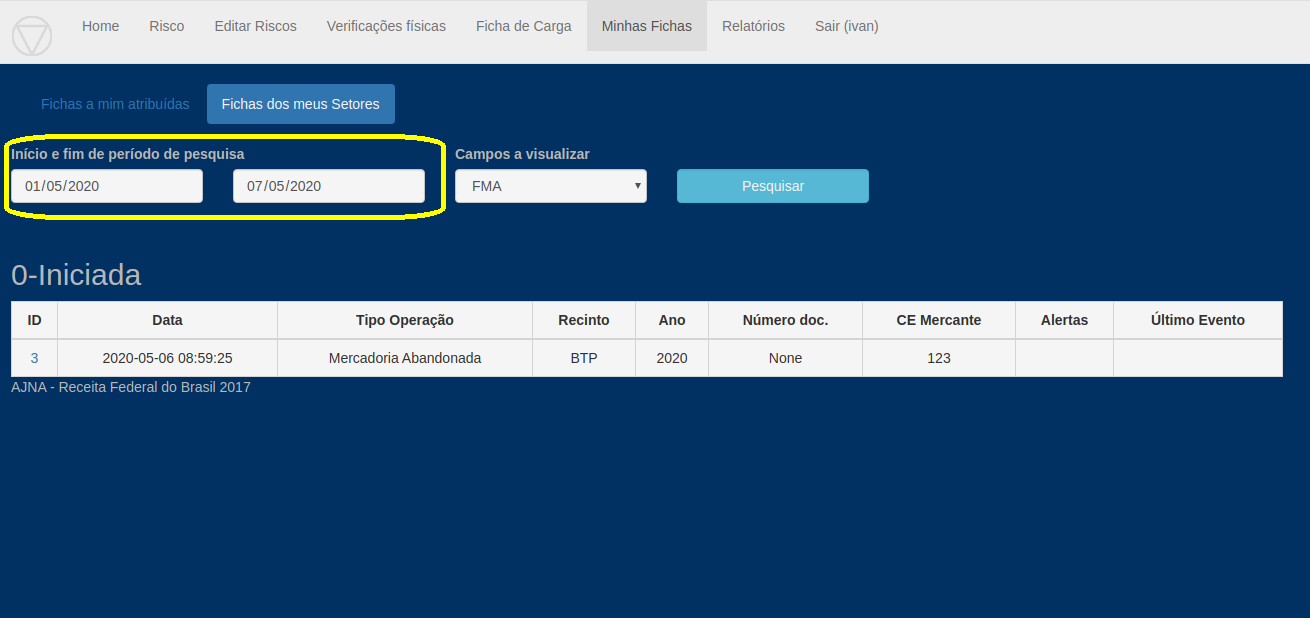 Home Risco Editar Riscos Verificações físicas Ficha de Carga Minhas Fichas Relatórios Sair (ivan)
Fichas a mim atribuídas Fichas dos meus Setores
Início e fim de período de pesquisa Campos a visualizar
01/05/2020 07/05/2020 FMA Pesquisar
0-Iniciada
ID Data Tipo Operação Recinto Ano Número doc. CE Mercante Alertas Último Evento
3 2020-05-06 08:59:25 Mercadoria Abandonada BTP 2020 None 123
AJNA - Receita Federal do Brasil 2017